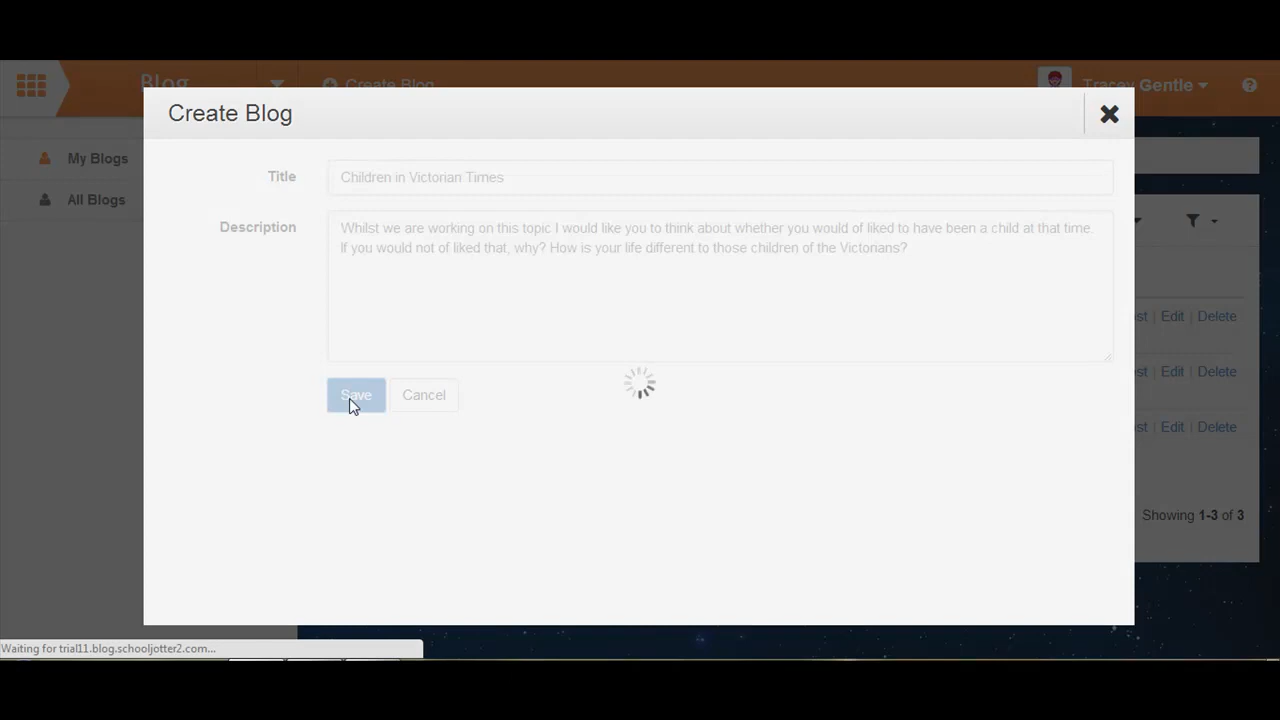 Blog
Create Blog
Tracey Gentle
Create Blog
My Blogs
All Blogs
Title
Children in Victorian Times
Description
Whilst we are working on this topic I would like you to think about whether you would of liked to have been a child at that time.
If you would not of liked that, why? How is your life different to those children of the Victorians?
Save
Cancel
st | Edit | Delete
st | Edit | Delete
st | Edit | Delete
Showing 1-3 of 3
Waiting for trial11.blog.schooljotter2.com...